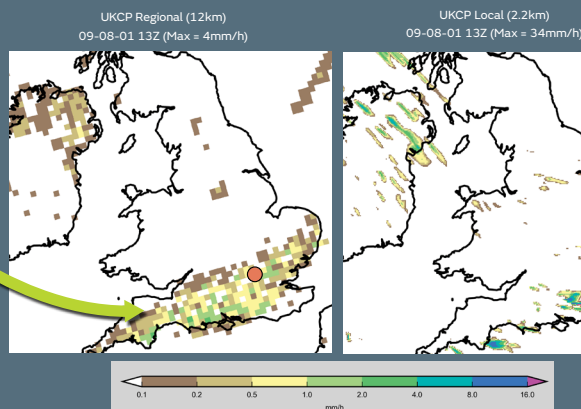 UKCP Regional (12km)
09-08-01 13Z (Max = 4mm/h)
UKCP Local (2.2km)
09-08-01 13Z (Max = 34mm/h)
0.1 0.2 0.5 1.0 2.0 4.0 8.0 16.0
mm/h